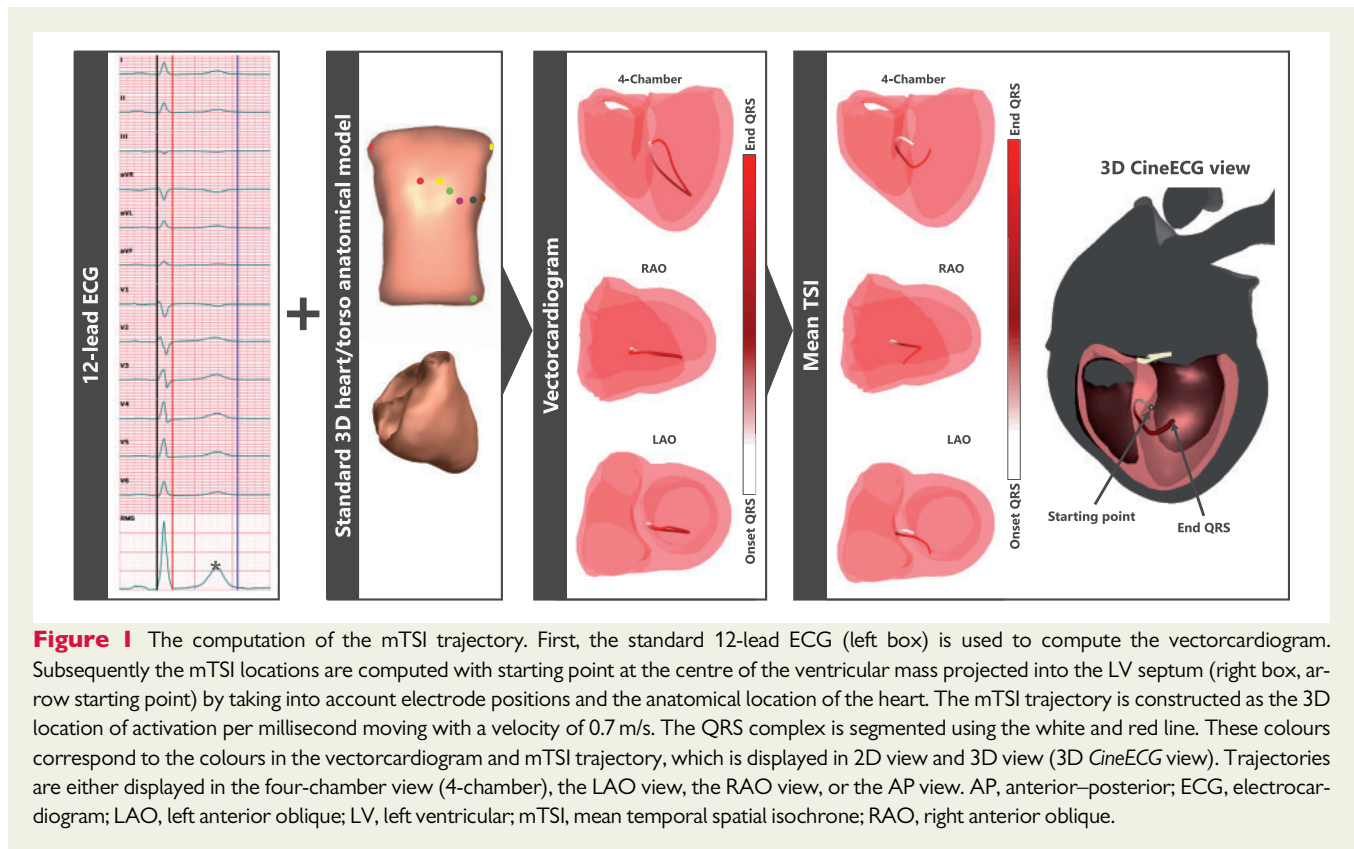 12-lead ECG
I
II
III
aVR
aVL
aVF
V1
V2
V3
V4
V5
V6
RMS
*
+
Standard 3D heart/torso anatomical model
Vectorcardiogram
4-Chamber
RAO
LAO
End QRS
Onset QRS
Mean TSI
4-Chamber
RAO
LAO
End QRS
Onset QRS
3D CineECG view
Starting point
End QRS
Figure 1 The computation of the mTSI trajectory. First, the standard 12-lead ECG (left box) is used to compute the vectorcardiogram.
Subsequently the mTSI locations are computed with starting point at the centre of the ventricular mass projected into the LV septum (right box, ar-
row starting point) by taking into account electrode positions and the anatomical location of the heart. The mTSI trajectory is constructed as the 3D
location of activation per millisecond moving with a velocity of 0.7 m/s. The QRS complex is segmented using the white and red line. These colours
correspond to the colours in the vectorcardiogram and mTSI trajectory, which is displayed in 2D view and 3D view (3D CineECG view). Trajectories
are either displayed in the four-chamber view (4-chamber), the LAO view, the RAO view, or the AP view. AP, anterior–posterior; ECG, electrocar-
diogram; LAO, left anterior oblique; LV, left ventricular; mTSI, mean temporal spatial isochrone; RAO, right anterior oblique.